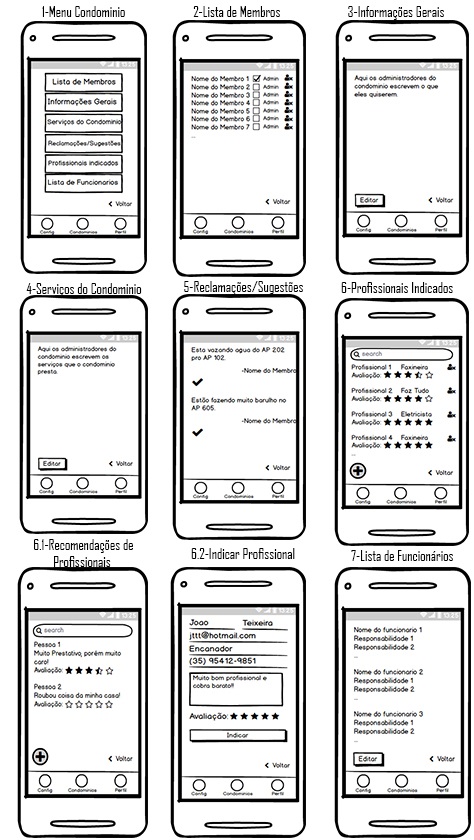 1-Menu Condominio
Lista de Membros
Informações Gerais
Serviços do Condominio
Reclamações/Sugestões
Profissionais indicados
Lista de Funcionarios
Voltar
Config Condominios Perfil
2-Lista de Membros
Nome do Membro 1 Admin
Nome do Membro 2 Admin
Nome do Membro 3 Admin
Nome do Membro 4 Admin
Nome do Membro 5 Admin
Nome do Membro 6 Admin
Nome do Membro 7 Admin
...
Voltar
Config Condominios Perfil
3-Informações Gerais
Aqui os administradores do
condominio escrevem o que
eles quiserem.
Editar
Voltar
Config Condominios Perfil
4-Serviços do Condominio
Aqui os administradores do
condominio escrevem os
serviços que o condominio
presta.
Editar
Voltar
Config Condominios Perfil
5-Reclamações/Sugestões
Esta vazando agua do AP 202
pro AP 102.
-Nome do Membro
Estão fazendo muito barulho no
AP 605.
-Nome do Membro
Voltar
Config Condominios Perfil
6-Profissionais Indicados
search
Profissional 1 Faxineira
Avaliação:
Profissional 2 Faz Tudo
Avaliação:
Profissional 3 Eletricista
Avaliação:
Profissional 4 Faxineira
Avaliação:
...
Voltar
Config Condominios Perfil
6.1-Recomendações de
Profissionais
search
Pessoa 1
Muito Prestativo, porém muito
caro!
Avaliação:
Pessoa 2
Roubou coisa da minha casa!
Avaliação:
Voltar
Config Condominios Perfil
6.2-Indicar Profissional
Joao Teixeira
jttt@hotmail.com
Encanador
(35) 95412-9851
Muito bom profissional e
cobra barato!!
Avaliação:
Indicar
Voltar
Config Condominios Perfil
7-Lista de Funcionários
Nome do funcionario 1
Responsabilidade 1
Responsabilidade 2
...
Nome do funcionario 2
Responsabilidade 1
Responsabilidade 2
...
Nome do funcionario 3
Responsabilidade 1
Responsabilidade 2
...
Editar
Voltar
Config Condominios Perfil